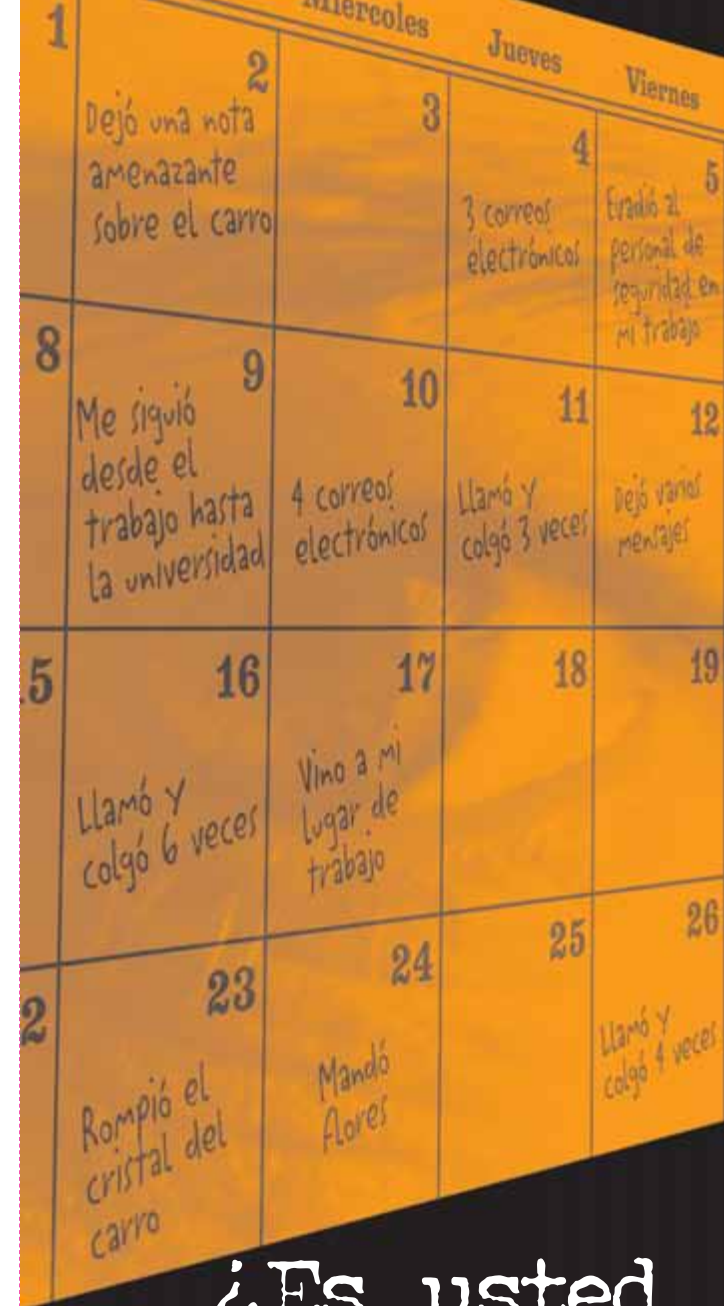 Miércoles
Jueves
Viernes
1
2
3
4
5
Dejó una nota
amenazante
sobre el carro
3 correos
electrónicos
Evadió al
personal de
seguridad en
mi trabajo
8
9
10
11
12
Me siguió
desde el
trabajo hasta
la universidad
4 correos
electrónicos
Llamó y
colgó 3 veces
Dejó varios
mensajes
5
16
17
18
19
Llamó y
colgó 6 veces
Vino a mi
lugar de
trabajo
2
23
24
25
26
Rompió el
cristal del
carro
Mandó
flores
Llamó y
colgó 4 veces
¿Es usted